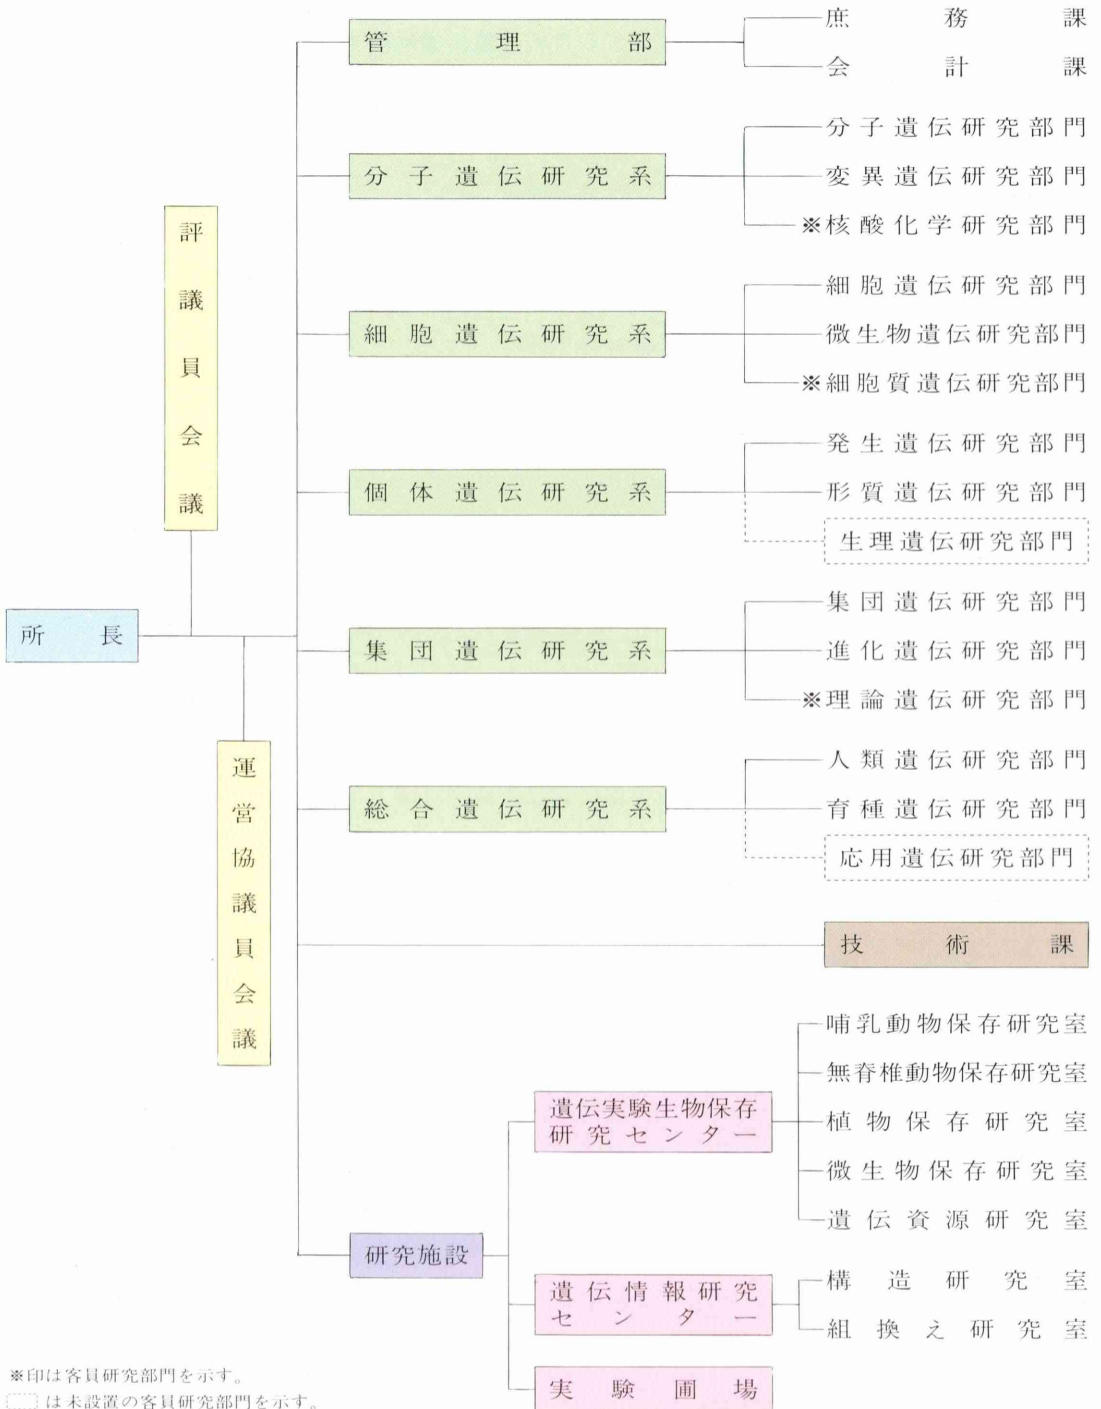 所長
評議員会議
運営協議員会議
管理部
庶務課
会計課
分子遺伝研究系
分子遺伝研究部門
変異遺伝研究部門
※核酸化学研究部門
細胞遺伝研究系
細胞遺伝研究部門
微生物遺伝研究部門
※細胞質遺伝研究部門
個体遺伝研究系
発生遺伝研究部門
形質遺伝研究部門
生理遺伝研究部門
集団遺伝研究系
集団遺伝研究部門
進化遺伝研究部門
※理論遺伝研究部門
総合遺伝研究系
人類遺伝研究部門
育種遺伝研究部門
応用遺伝研究部門
技術課
研究施設
遺伝実験生物保存
研究センター
哺乳動物保存研究室
無脊椎動物保存研究室
植物保存研究室
微生物保存研究室
遺伝資源研究室
遺伝情報研究
センター
構造研究室
組換え研究室
実験圃場
※印は客員研究部門を示す。
は未設置の客員研究部門を示す。